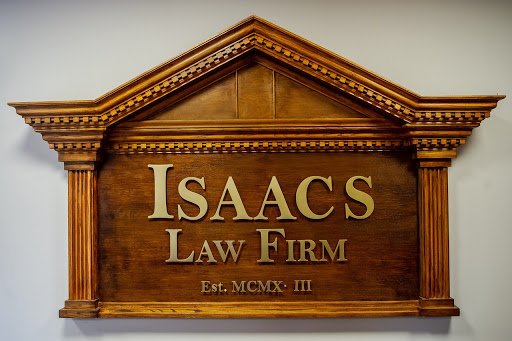 ISAACS
LAW FIRM
Est. MCMX· III